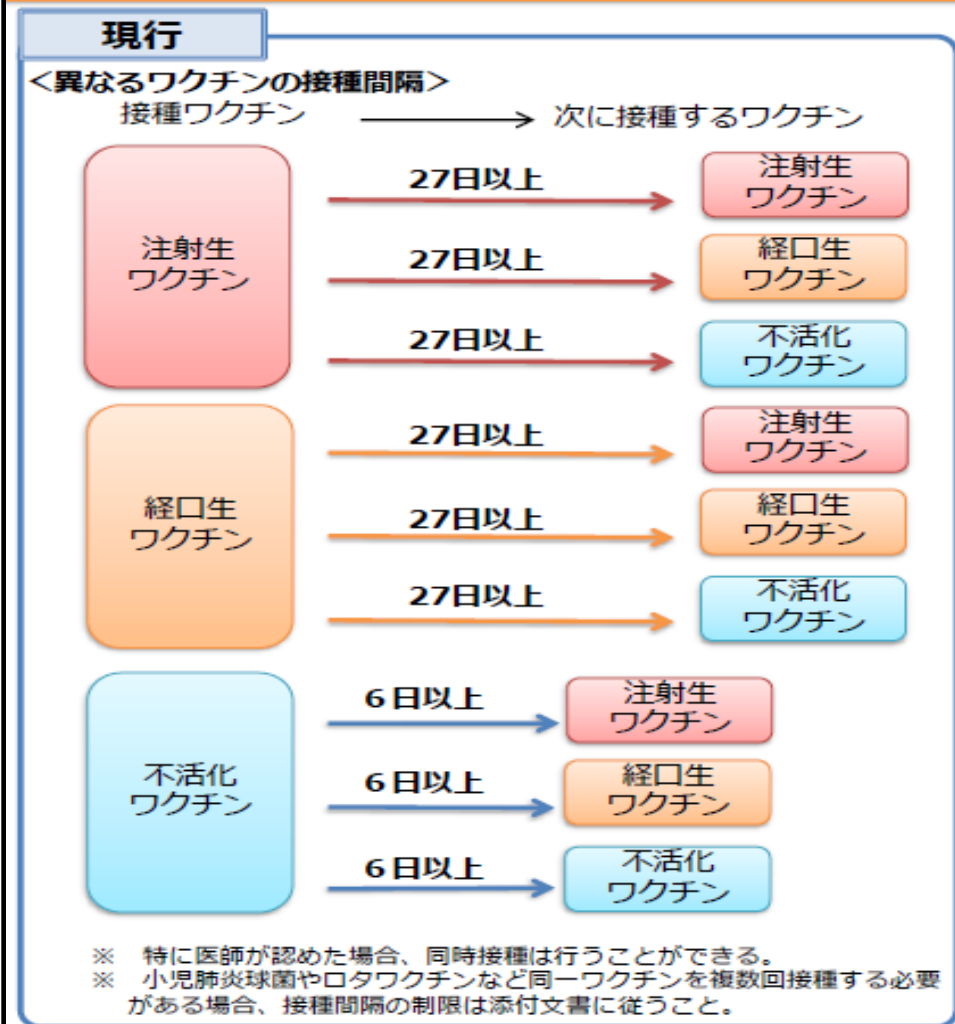 現行
<異なるワクチンの接種間隔>
接種ワクチン → 次に接種するワクチン
注射生
ワクチン
27日以上
注射生
ワクチン
27日以上
経口生
ワクチン
27日以上
不活化
ワクチン
経口生
ワクチン
27日以上
注射生
ワクチン
27日以上
経口生
ワクチン
27日以上
不活化
ワクチン
不活化
ワクチン
6日以上
注射生
ワクチン
6日以上
経口生
ワクチン
6日以上
不活化
ワクチン
※ 特に医師が認めた場合、同時接種は行うことができる。
※ 小児肺炎球菌やロタワクチンなど同一ワクチンを複数回接種する必要
がある場合、接種間隔の制限は添付文書に従うこと。